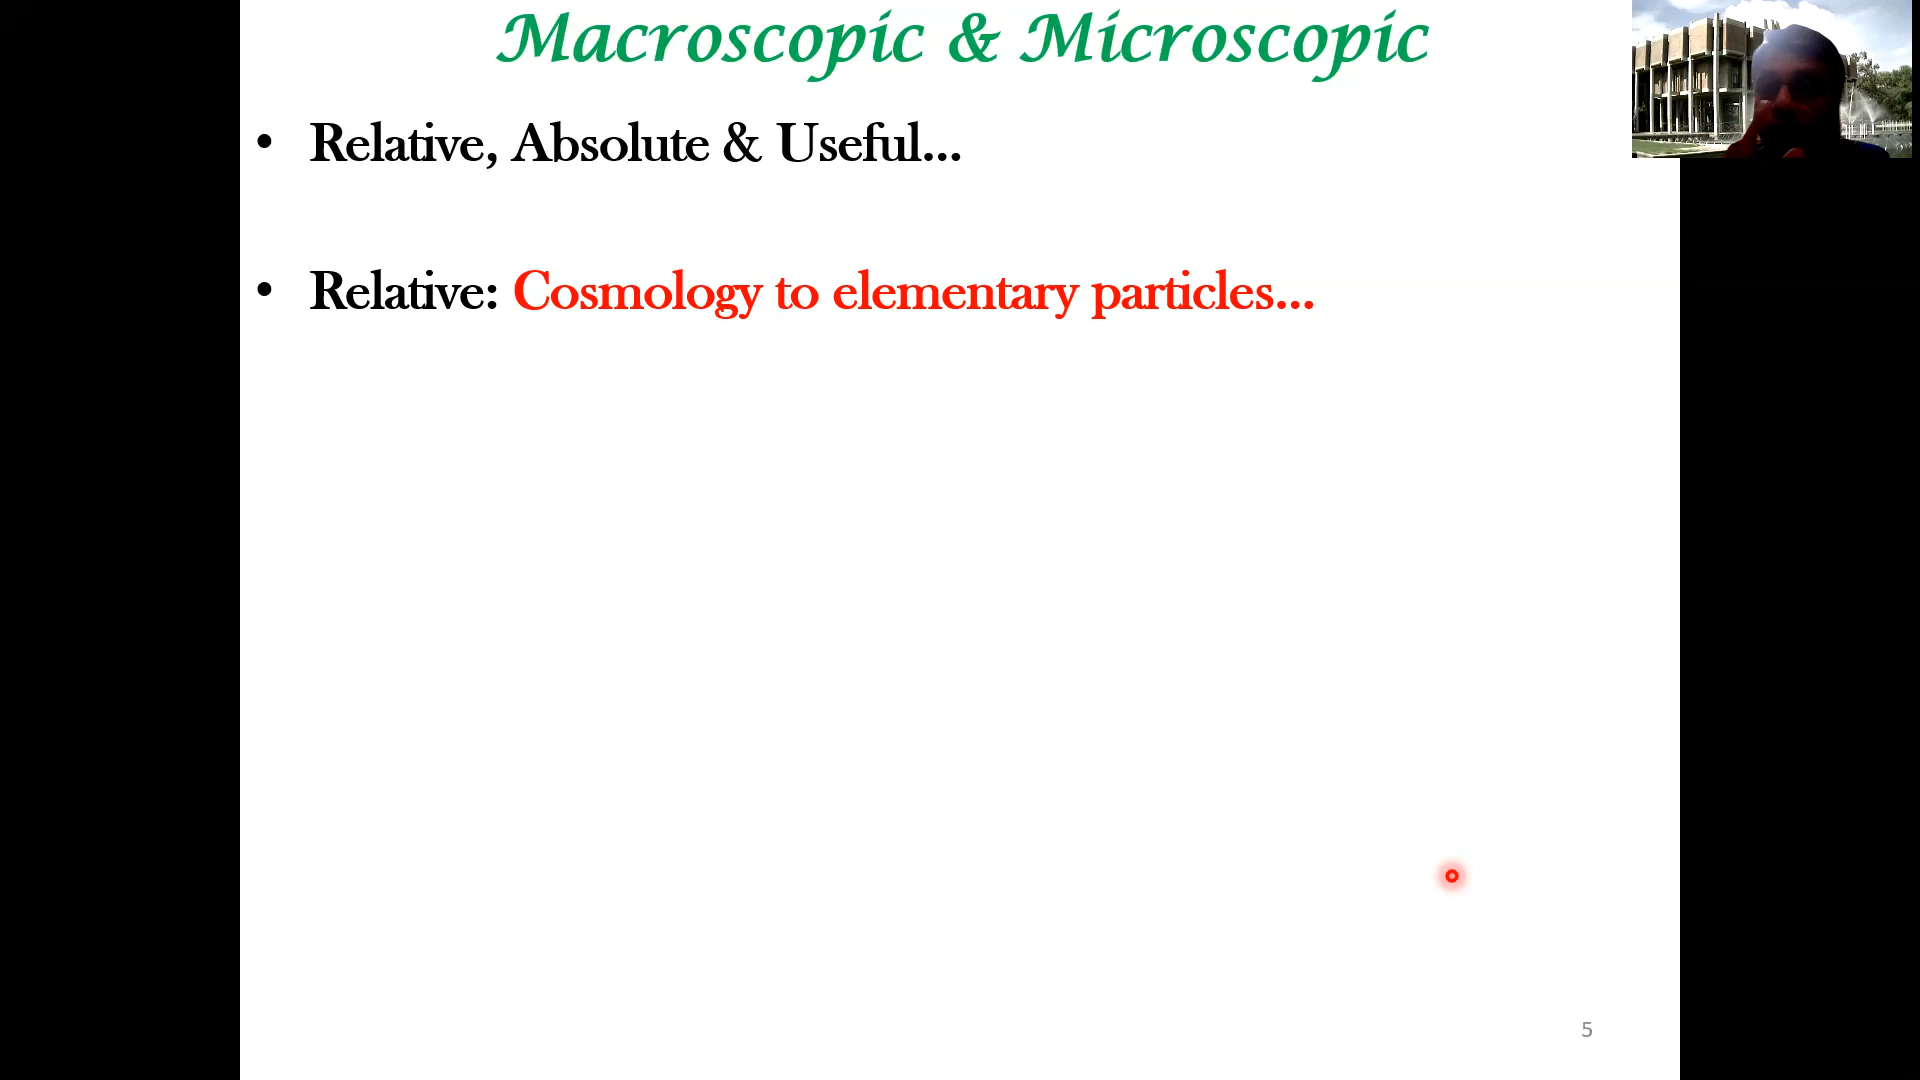 Macroscopic & Microscopic
• Relative, Absolute & Useful...
• Relative: Cosmology to elementary particles...
5